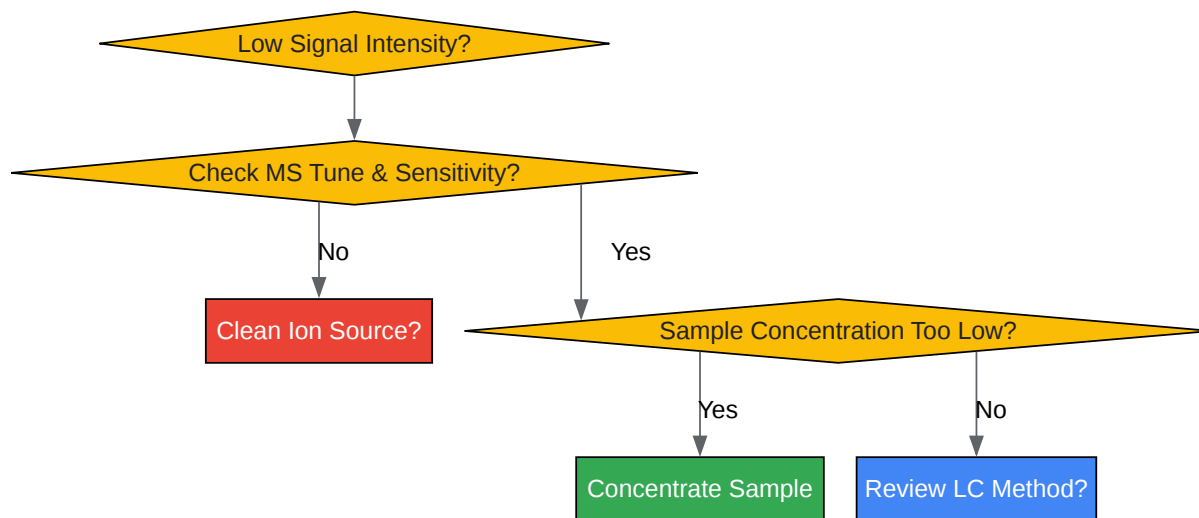 Low Signal Intensity?
Check MS Tune & Sensitivity?
No
Yes
Clean Ion Source?
Sample Concentration Too Low?
Yes
No
Concentrate Sample
Review LC Method?